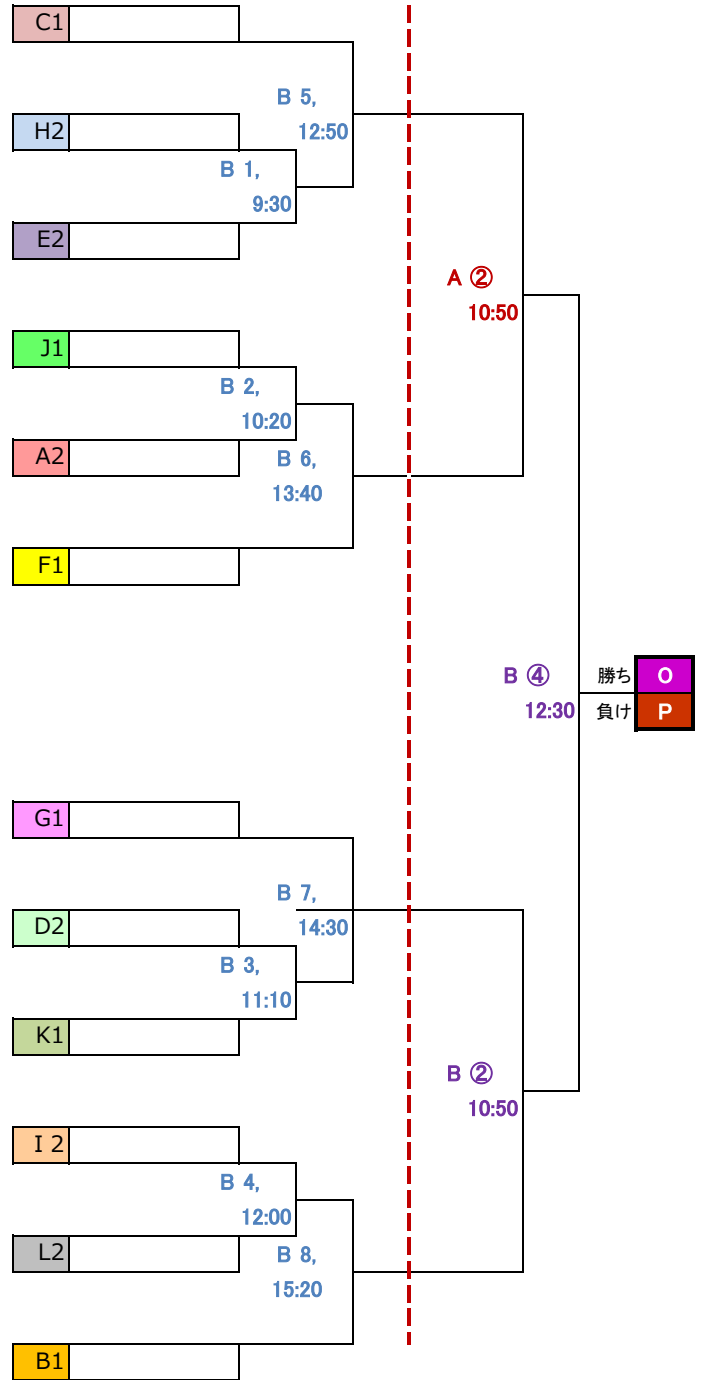 C1
B 5,
12:50
H2
B 1,
9:30
E2
A ②
10:50
J1
B 2,
10:20
A2
B 6,
13:40
F1
B ④
12:30
勝ち O
負け P
G1
B 7,
14:30
D2
B 3,
11:10
K1
B ②
10:50
I 2
B 4,
12:00
L2
B 8,
15:20
B1